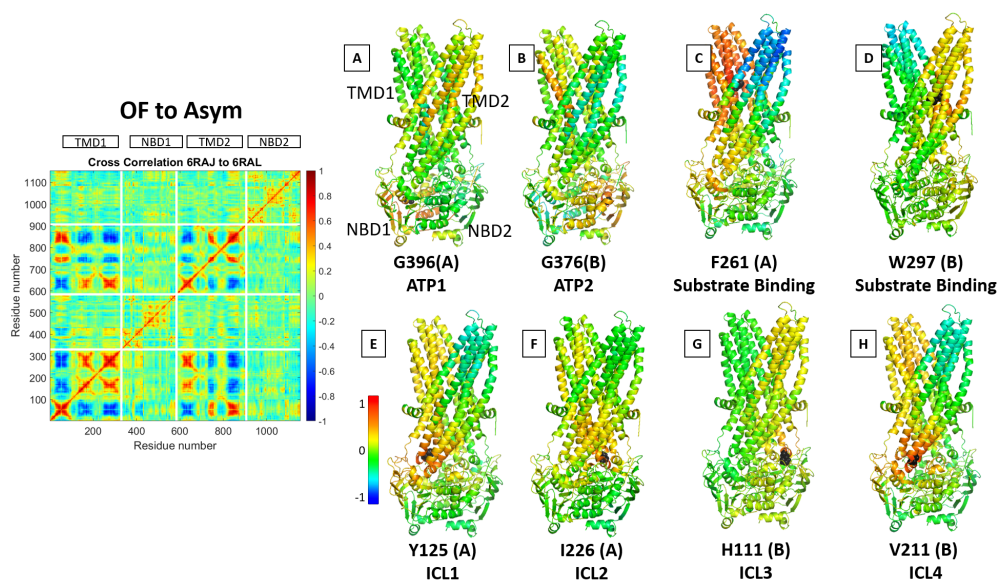 OF to Asym
TMD1 NBD1 TMD2 NBD2
Cross Correlation 6RAJ to 6RAL
1100
1000
900
800
700
600
500
400
300
200
100
Residue number
200 400 600 800 1000
Residue number
1
0.8
0.6
0.4
0.2
0
-0.2
-0.4
-0.6
-0.8
-1
A
TMD1
TMD2
NBD1
NBD2
G396(A)
ATP1
B
G376(B)
ATP2
C
F261 (A)
Substrate Binding
D
W297 (B)
Substrate Binding
1
0
-1
E
Y125 (A)
ICL1
F
I226 (A)
ICL2
G
H111 (B)
ICL3
H
V211 (B)
ICL4